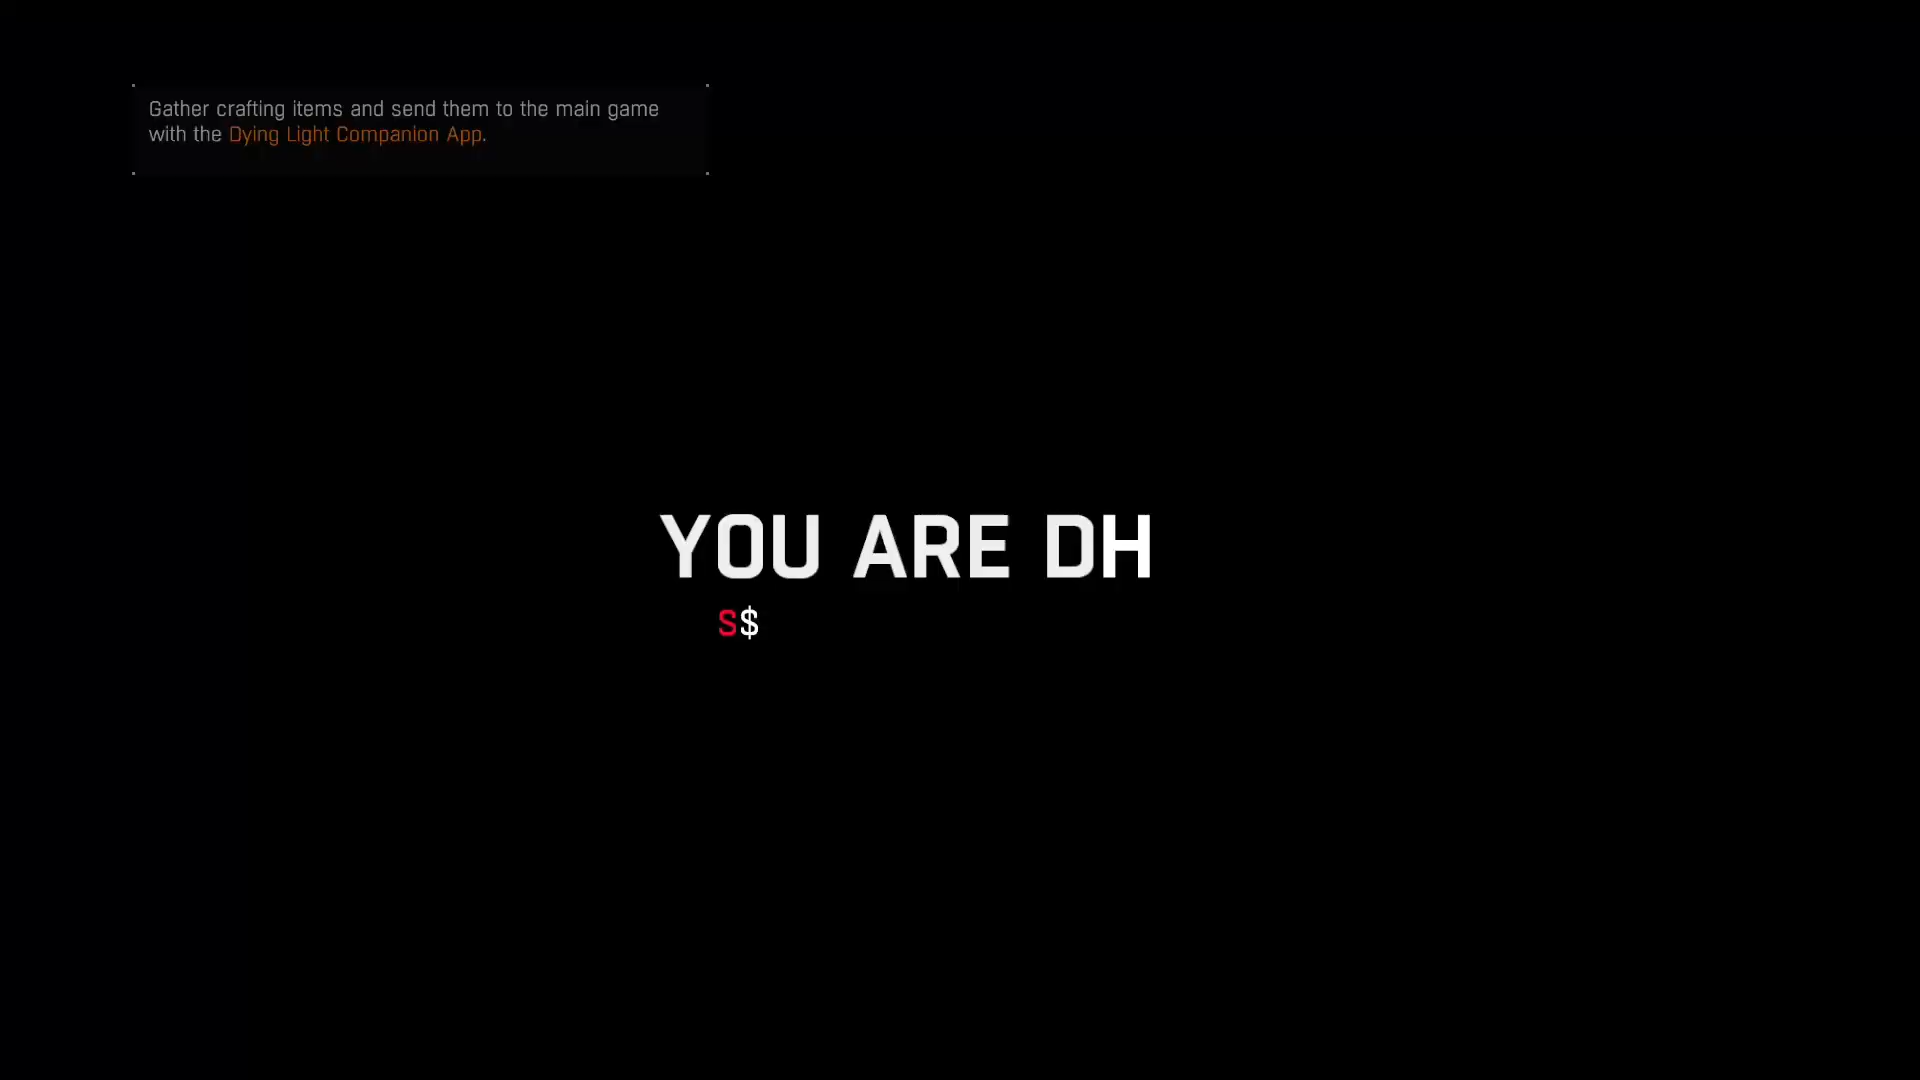 Gather crafting items and send them to the main game
with the Dying Light Companion App.
YOU ARE DH
S$